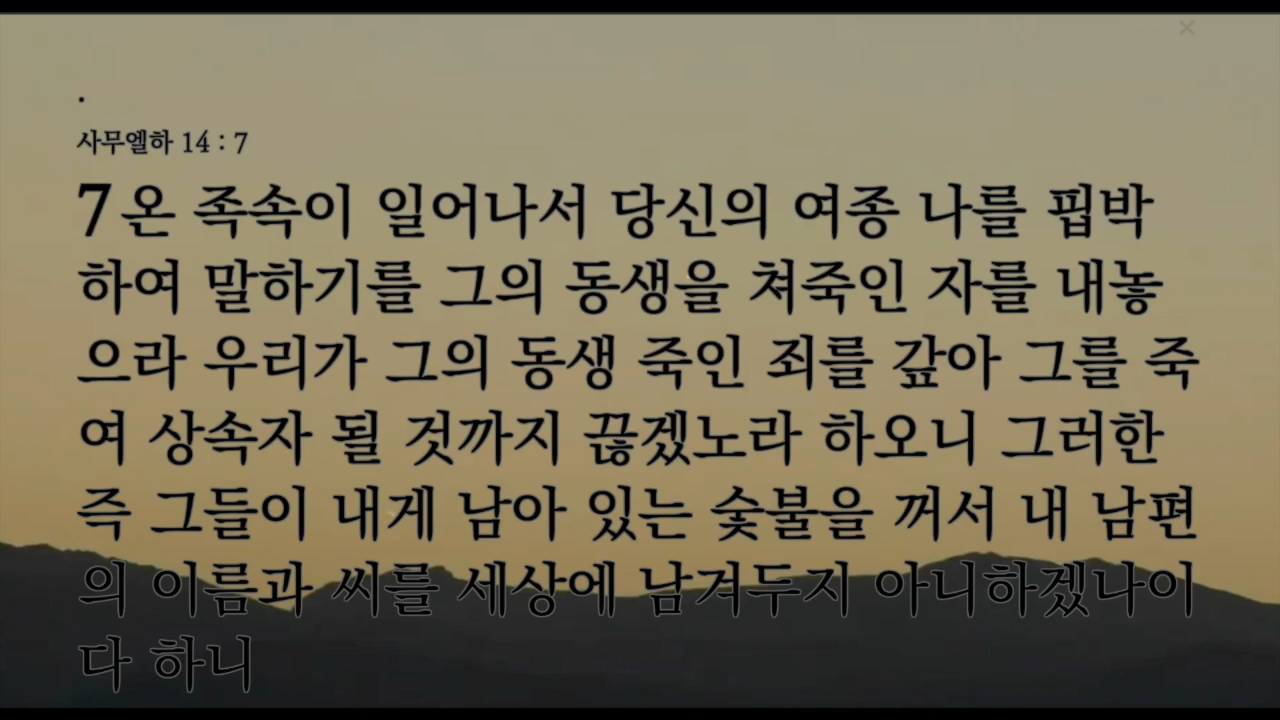 .
사무엘하 14 : 7
7 온 족속이 일어나서 당신의 여종 나를 핍박
하여 말하기를 그의 동생을 쳐죽인 자를 내놓
으라 우리가 그의 동생 죽인 죄를 갚아 그를 죽
여 상속자 될 것까지 끊겠노라 하오니 그러한
즉 그들이 내게 남아 있는 숯불을 꺼서 내 남편
의 이름과 씨를 세상에 남겨두지 아니하겠나이
다 하니